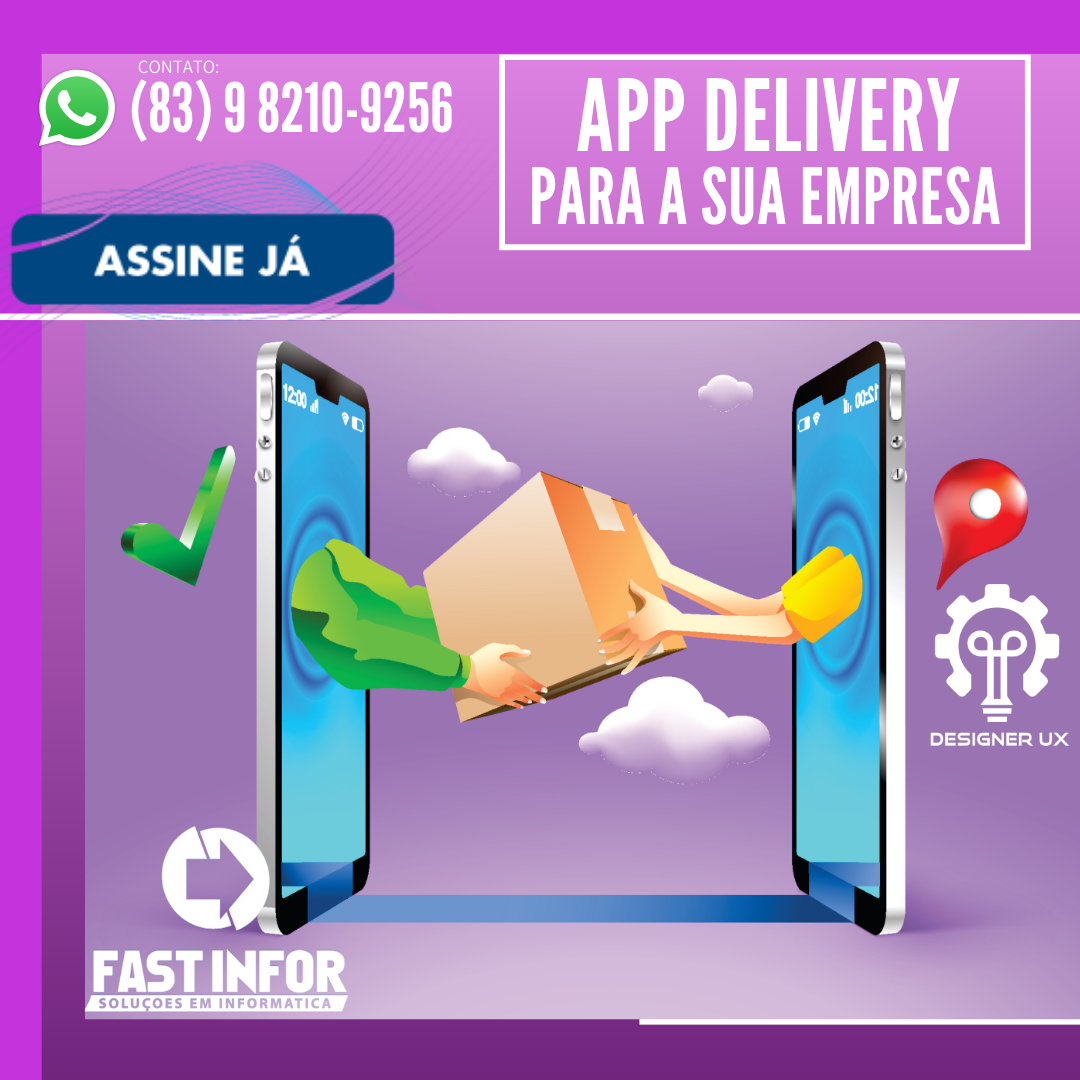 CONTATO:
(83) 9 8210-9256
APP DELIVERY
PARA A SUA EMPRESA
ASSINE JÁ
12:00
12:00
DESIGNER UX
FAST INFOR
SOLUÇOES EM INFORMATICA